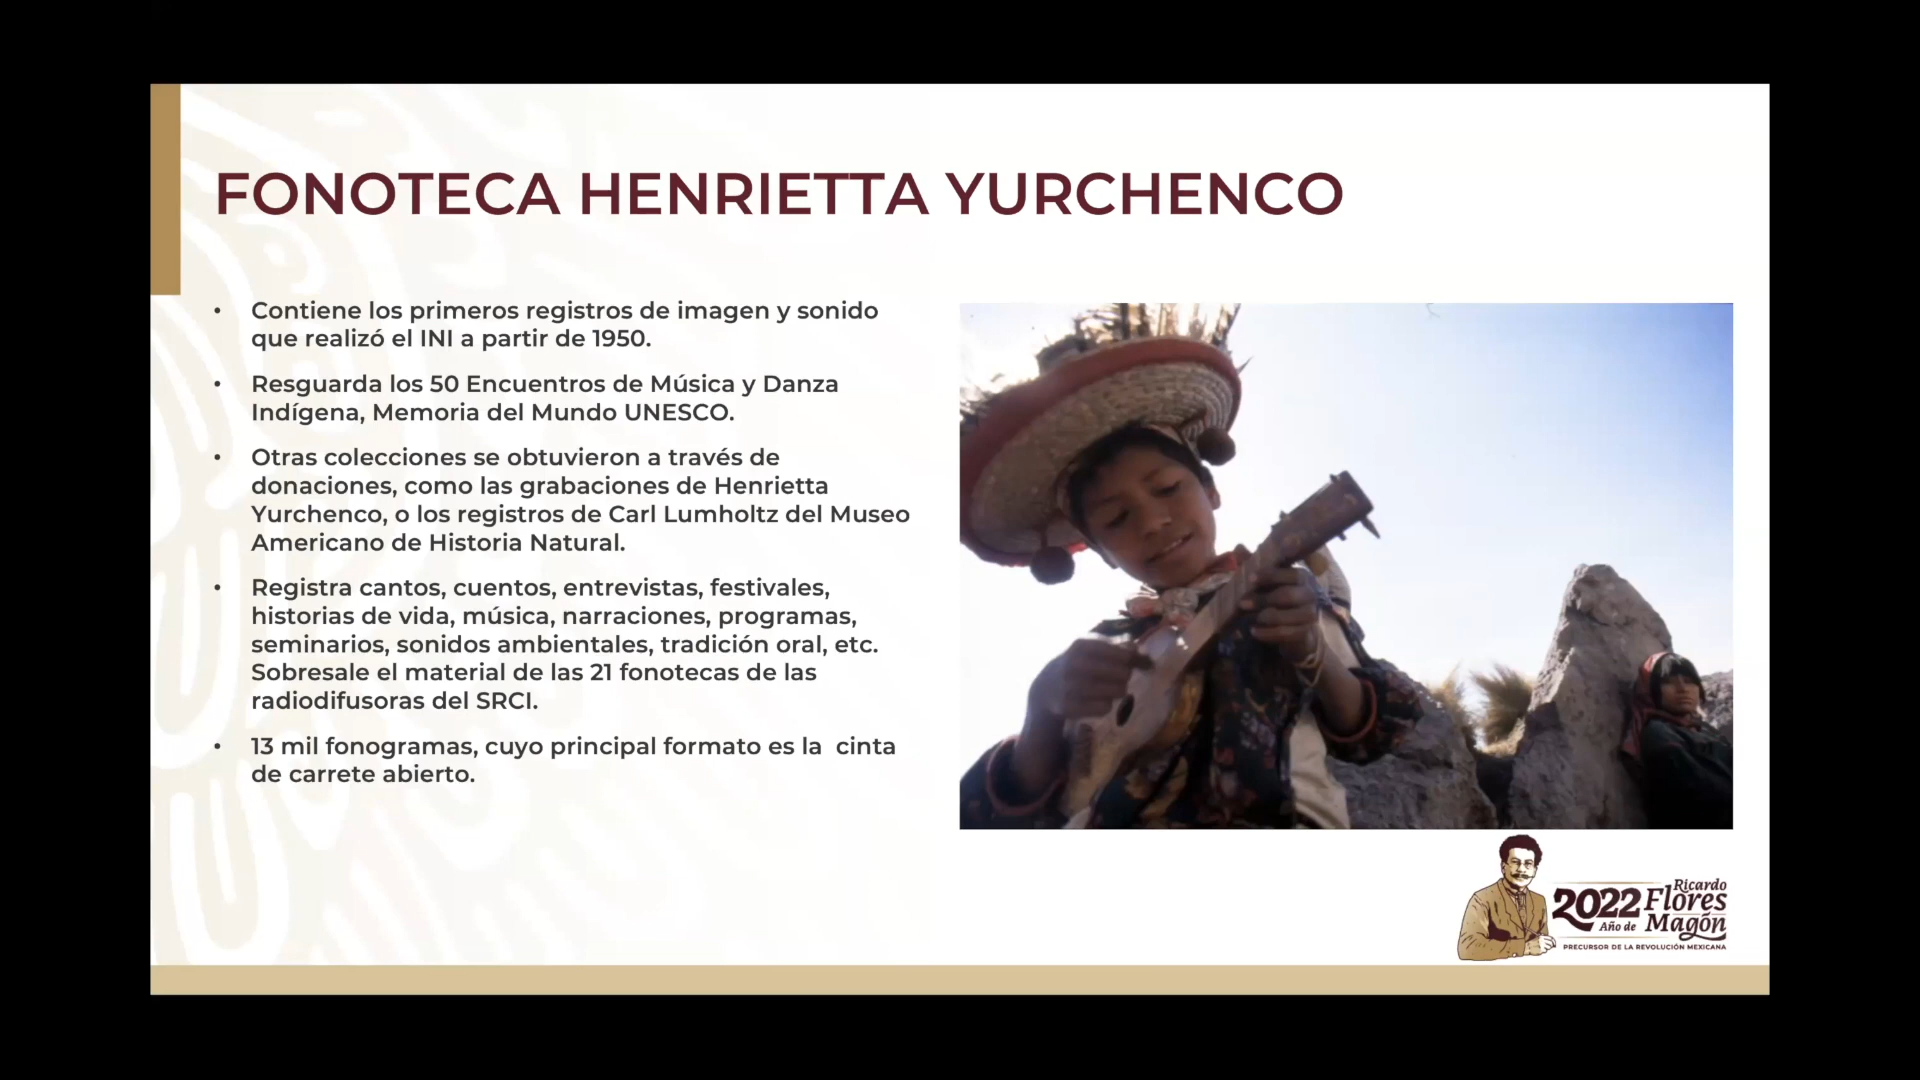 FONOTECA HENRIETTA YURCHENCO
• Contiene los primeros registros de imagen y sonido
que realizó el INI a partir de 1950.
• Resguarda los 50 Encuentros de Música y Danza
Indígena, Memoria del Mundo UNESCO.
• Otras colecciones se obtuvieron a través de
donaciones, como las grabaciones de Henrietta
Yurchenco, o los registros de Carl Lumholtz del Museo
Americano de Historia Natural.
• Registra cantos, cuentos, entrevistas, festivales,
historias de vida, música, narraciones, programas,
seminarios, sonidos ambientales, tradición oral, etc.
Sobresale el material de las 21 fonotecas de las
radiodifusoras del SRCI.
• 13 mil fonogramas, cuyo principal formato es la  cinta
de carrete abierto.
2022
Año de
Ricardo
Flores
Magón
PRECURSOR DE LA REVOLUCIÓN MEXICANA